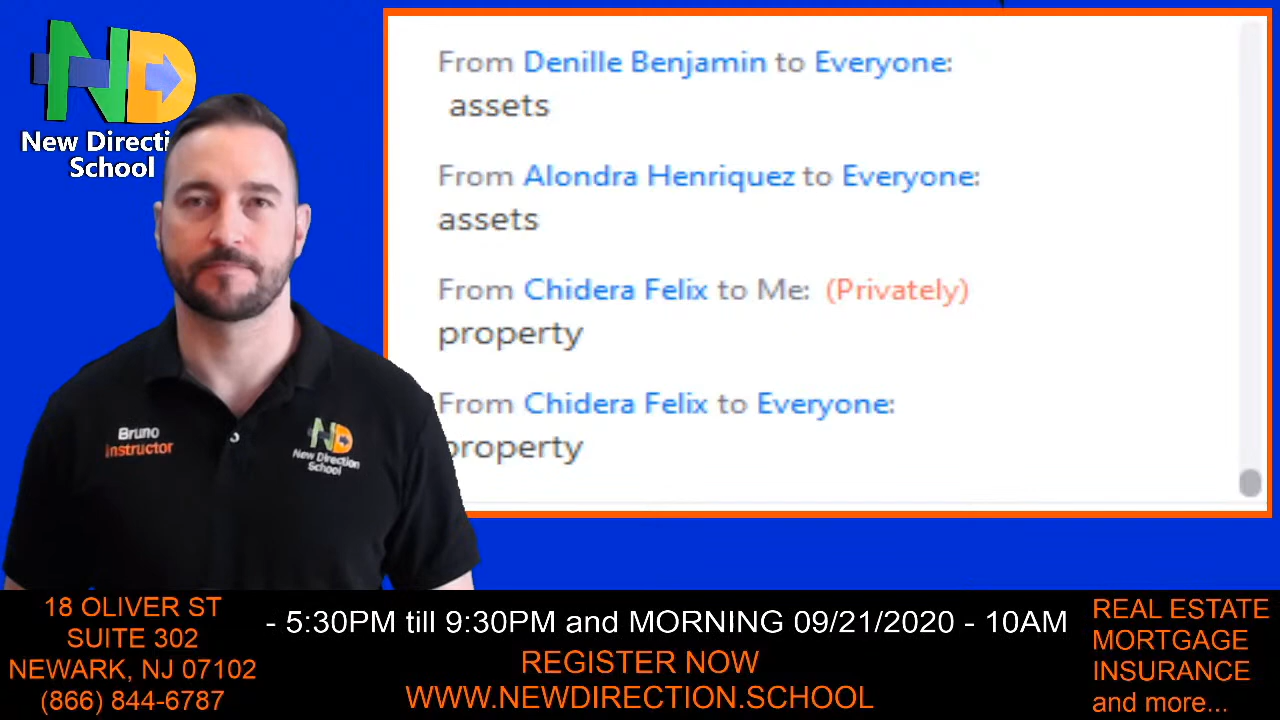 ND
New Directi
School
Bruno
Instructor
ND
New Direction
School
From Denille Benjamin to Everyone:
assets
From Alondra Henriquez to Everyone:
assets
From Chidera Felix to Me: (Privately)
property
From Chidera Felix to Everyone:
property
18 OLIVER ST
SUITE 302
NEWARK, NJ 07102
(866) 844-6787
- 5:30PM till 9:30PM and MORNING 09/21/2020 - 10AM
REGISTER NOW
WWW.NEWDIRECTION.SCHOOL
REAL ESTATE
MORTGAGE
INSURANCE
and more...